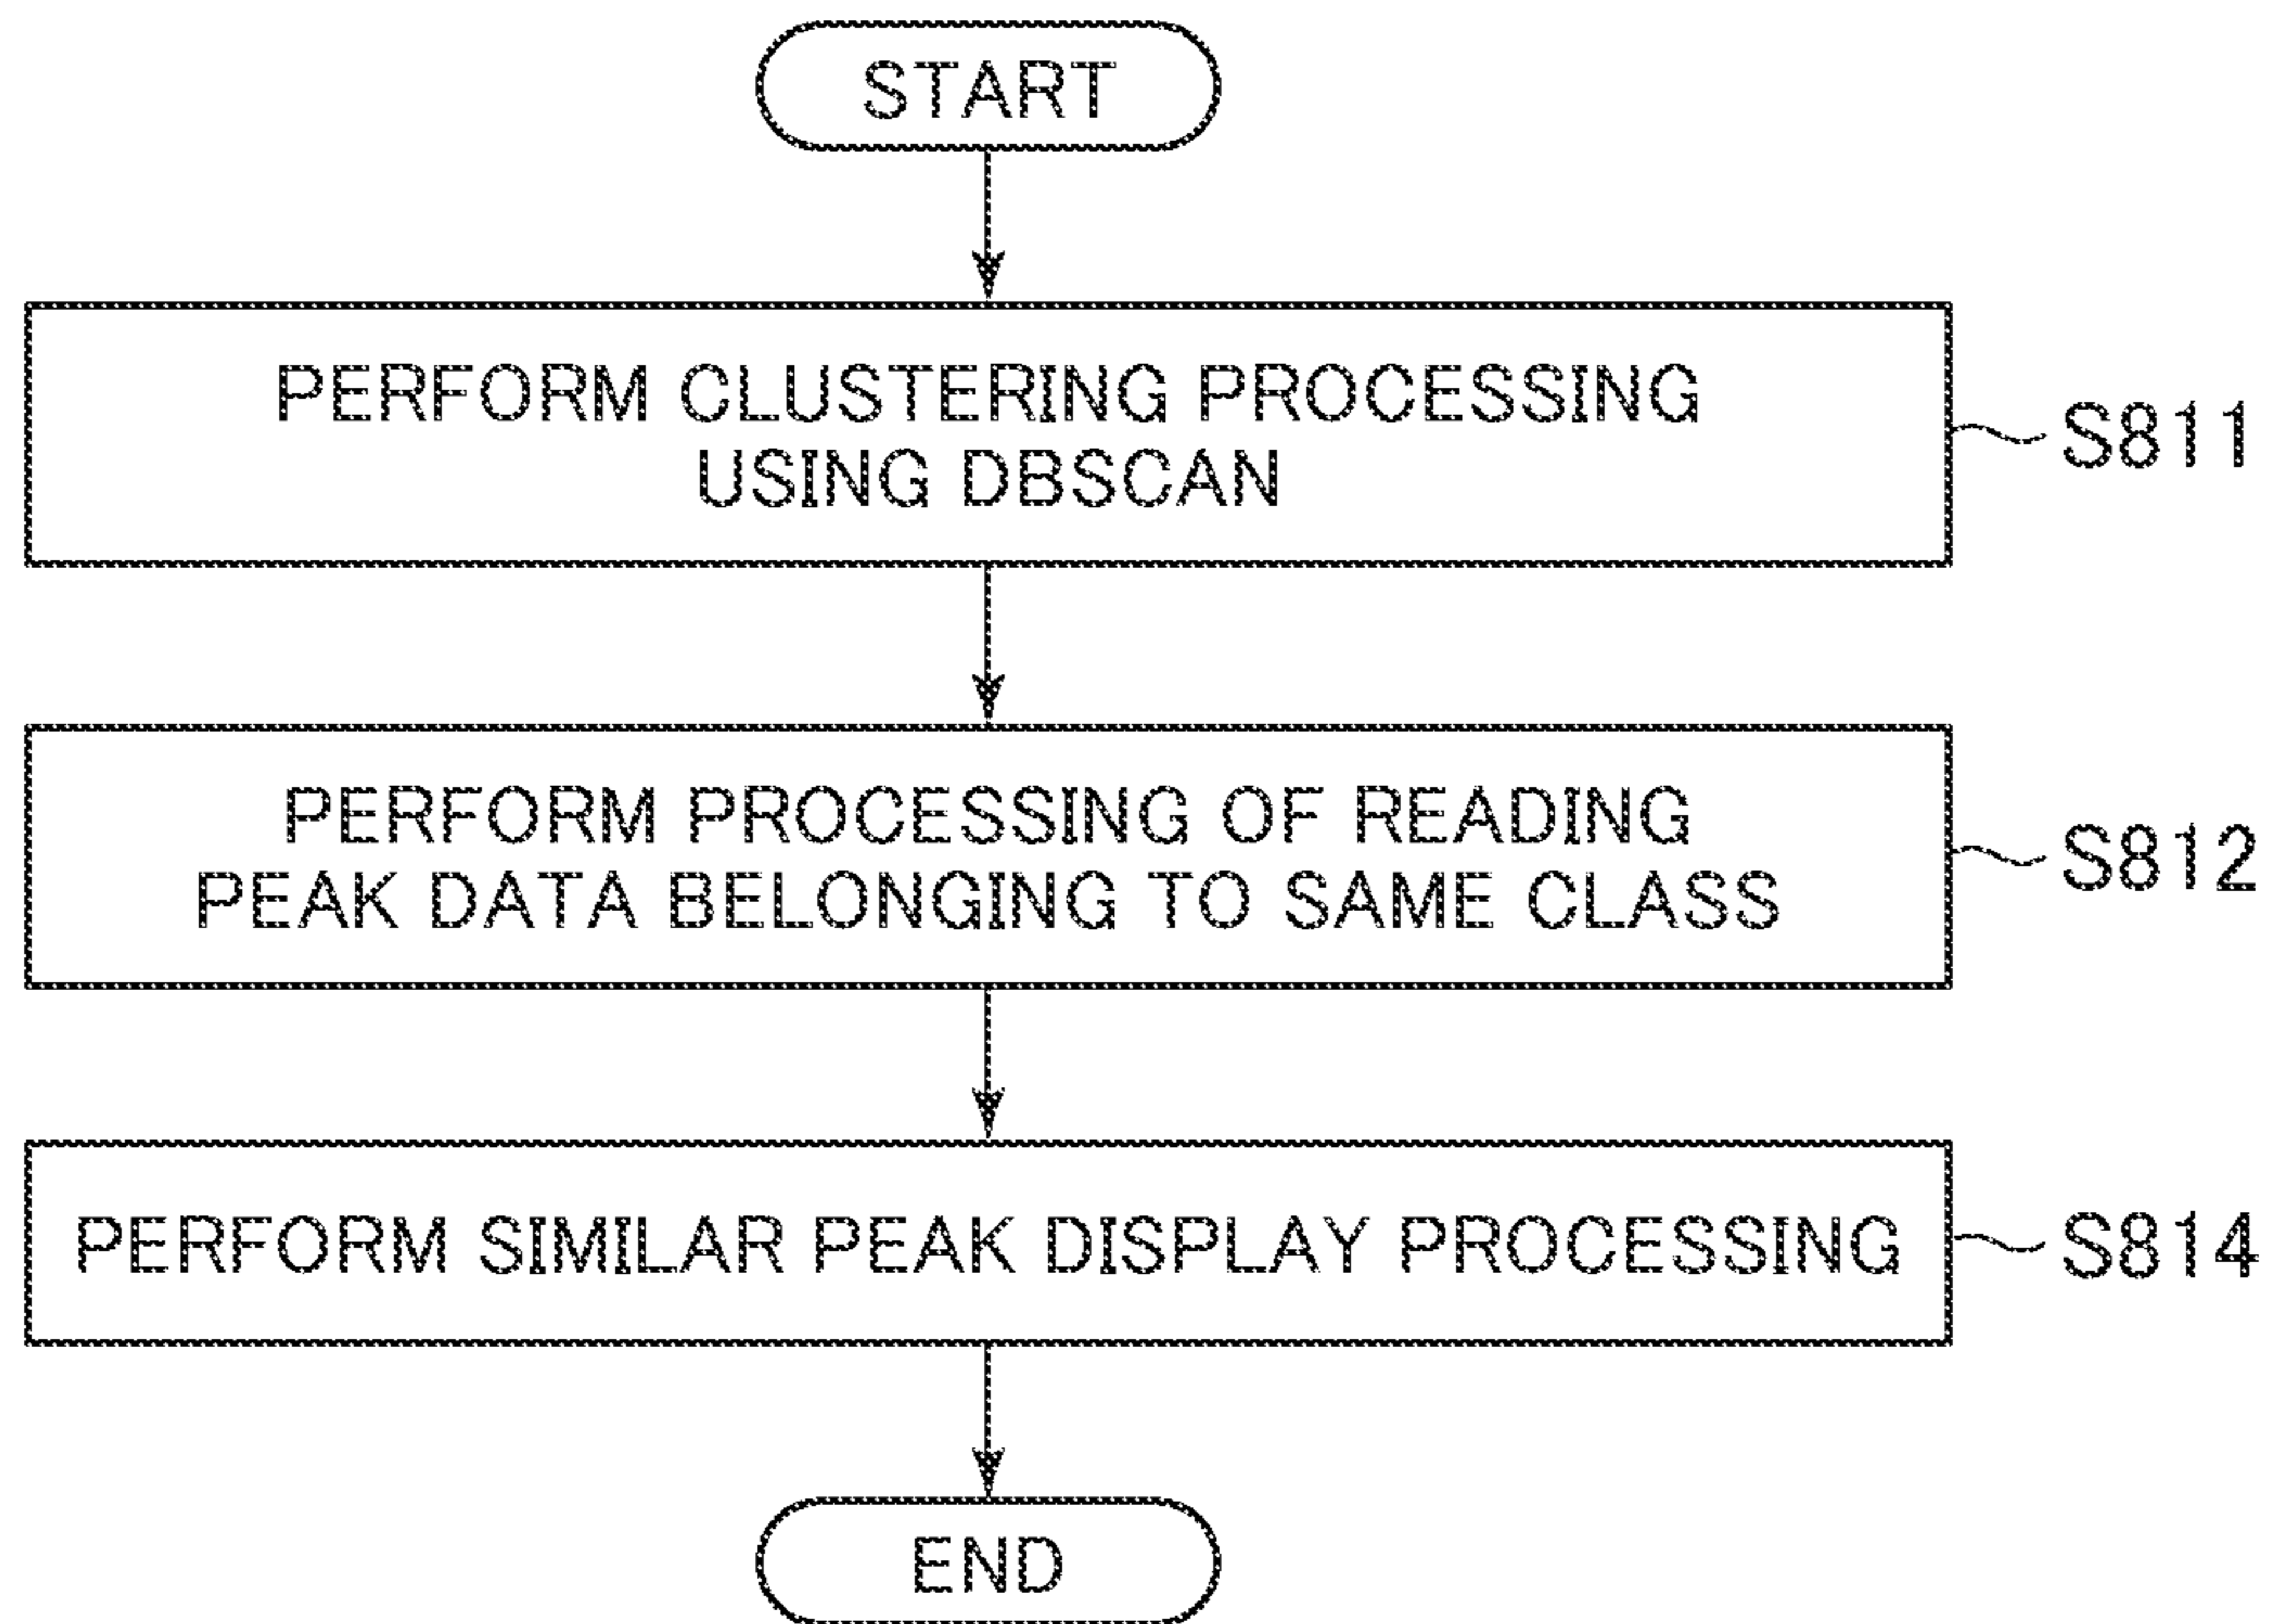 START
PERFORM CLUSTERING PROCESSING
USING DBSCAN
S811
PERFORM PROCESSING OF READING
PEAK DATA BELONGING TO SAME CLASS
S812
PERFORM SIMILAR PEAK DISPLAY PROCESSING
S814
END